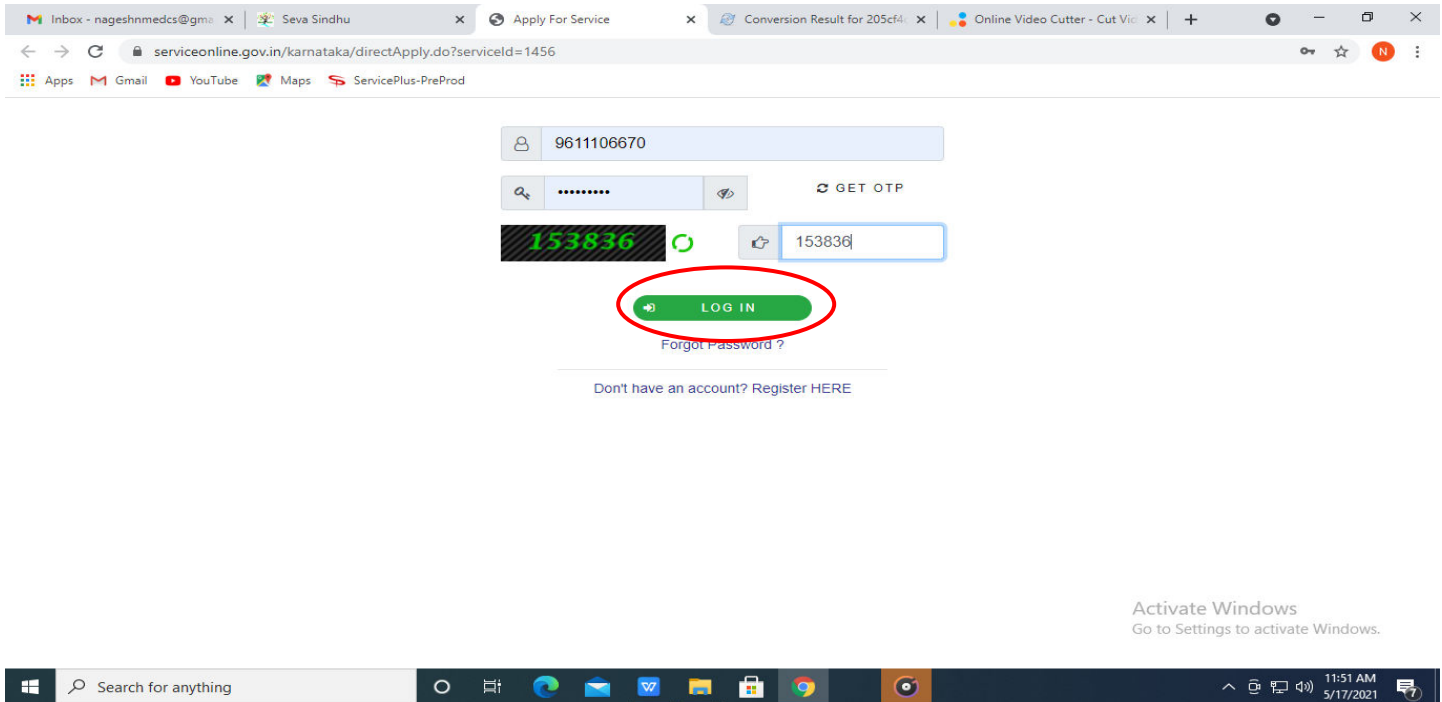 Inbox - nageshnmedcs@gma
Seva Sindhu
Apply For Service
Conversion Result for 205cf4
Online Video Cutter - Cut Vid
serviceonline.gov.in/karnataka/directApply.do?serviceId=1456
N
Apps Gmail YouTube Maps ServicePlus-PreProd
9611106670
••••••••• GET OTP
153836 153836
LOG IN
Forgot Password ?
Don't have an account? Register HERE
Activate Windows
Go to Settings to activate Windows.
Search for anything
11:51 AM
5/17/2021
7